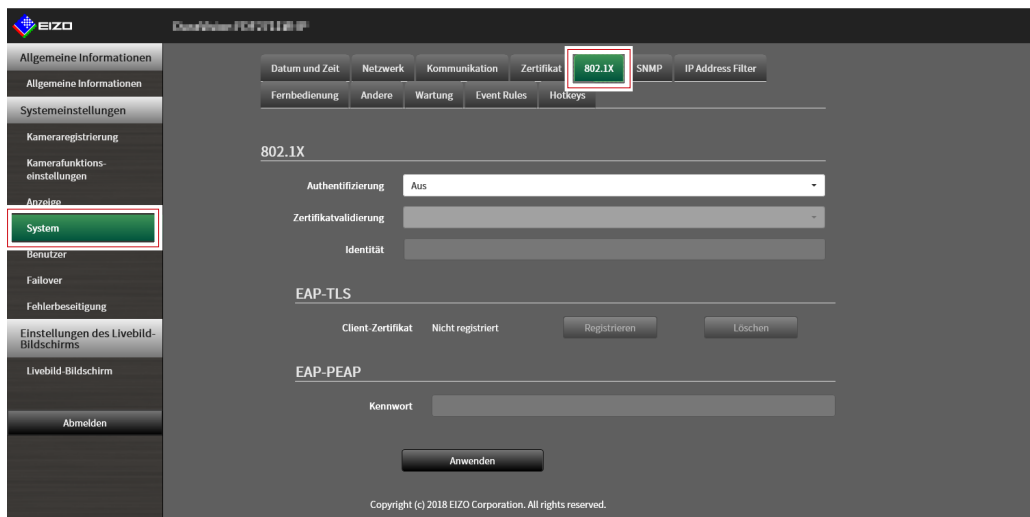 EIZO
Allgemeine Informationen
Allgemeine Informationen
Systemeinstellungen
Kameraregistrierung
Kamerafunktions-
einstellungen
Anzeige
System
Benutzer
Failover
Fehlerbeseitigung
Einstellungen des Livebild-
Bildschirms
Livebild-Bildschirm
Abmelden
Datum und Zeit Netzwerk Kommunikation Zertifikat 802.1X SNMP IP Address Filter
Fernbedienung Andere Wartung Event Rules Hotkeys
802.1X
Authentifizierung Aus
Zertifikatvalidierung
Identität
EAP-TLS
Client-Zertifikat Nicht registriert Registrieren Löschen
EAP-PEAP
Kennwort
Anwenden
Copyright (c) 2018 EIZO Corporation. All rights reserved.